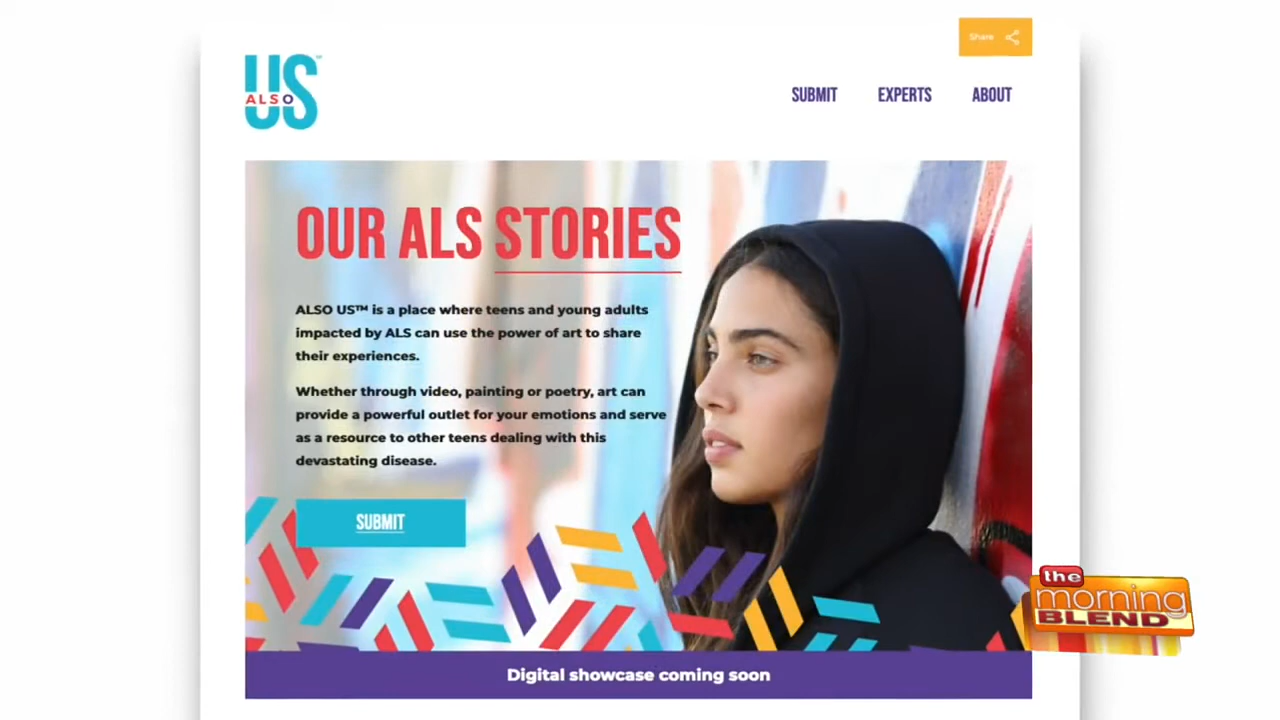 Share
US™
ALSO
SUBMIT EXPERTS ABOUT
OUR ALS STORIES
ALSO US™ is a place where teens and young adults
impacted by ALS can use the power of art to share
their experiences.
Whether through video, painting or poetry, art can
provide a powerful outlet for your emotions and serve
as a resource to other teens dealing with this
devastating disease.
SUBMIT
the
morning
BLEND
Digital showcase coming soon